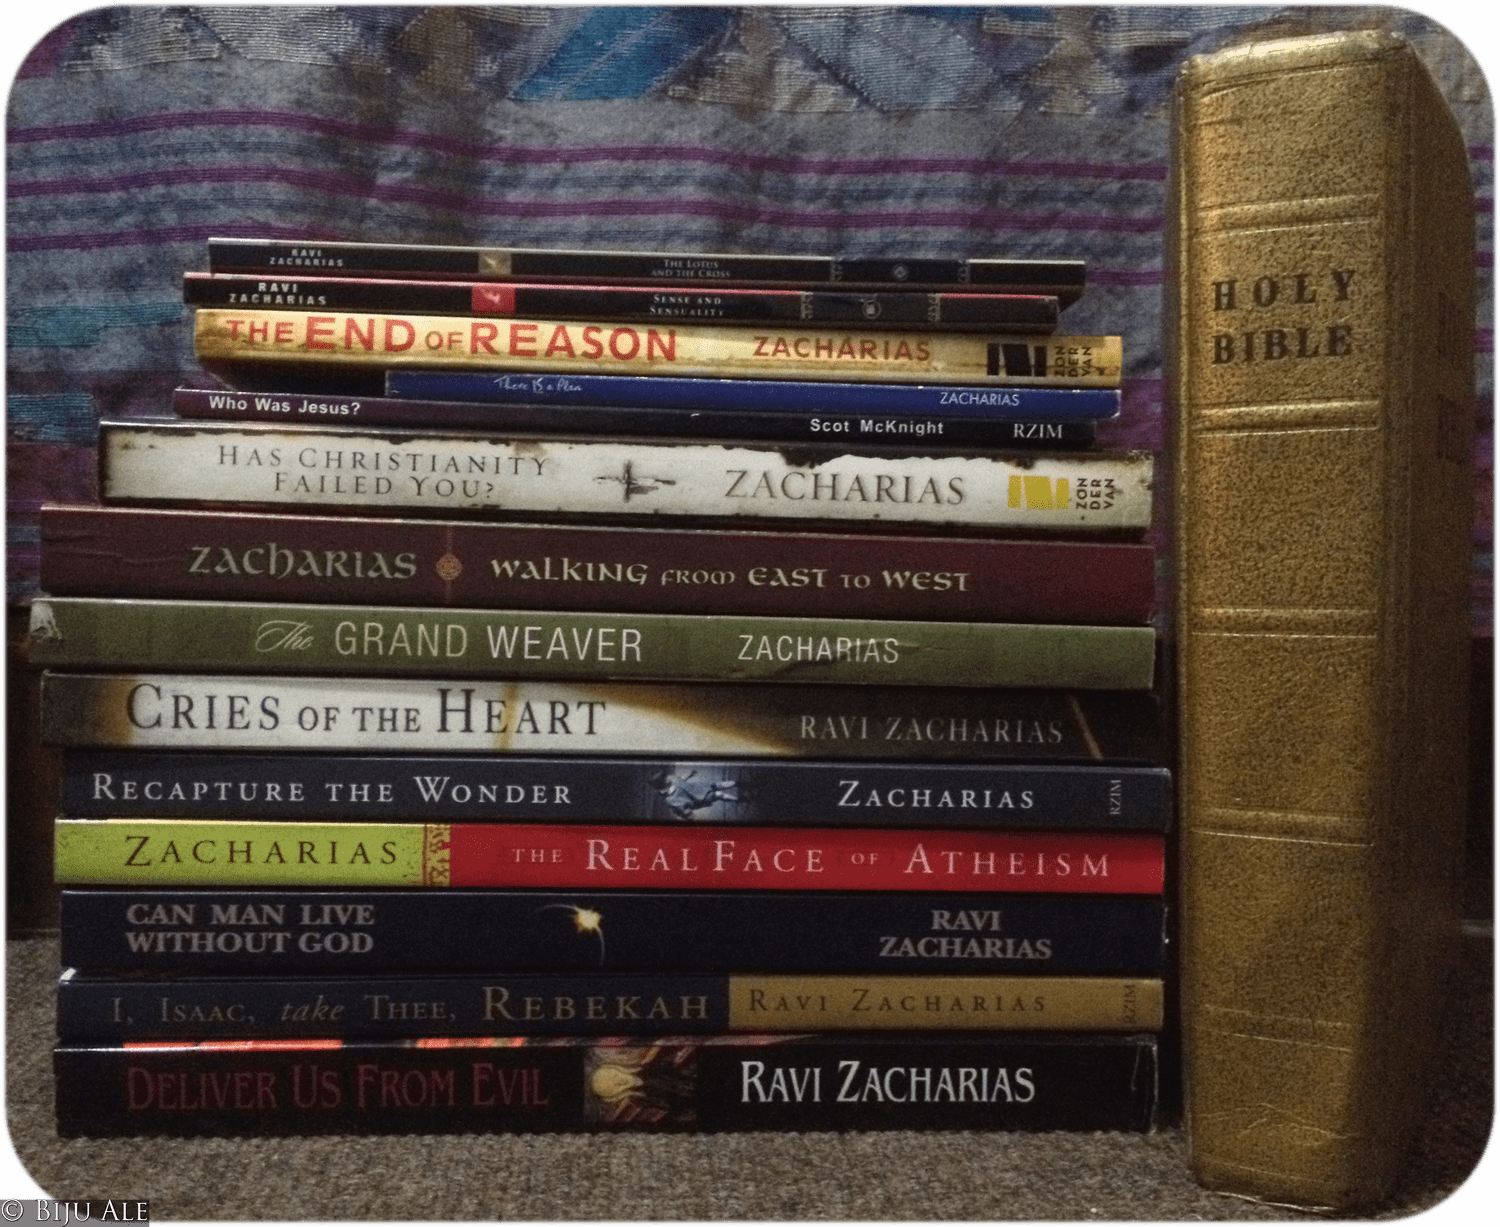 RAVI
ZACHARIAS
THE LOTUS
AND THE CROSS
RAVI
ZACHARIAS
SENSE AND
SENSUALITY
THE END OF REASON
ZACHARIAS
ZON
DER
VAN
There Is a Plan
ZACHARIAS
Who Was Jesus?
Scot McKnight
RZIM
HAS CHRISTIANITY
FAILED YOU?
ZACHARIAS
ZON
DER
VAN
ZACHARIAS
WALKING FROM EAST TO WEST
The GRAND WEAVER
ZACHARIAS
CRIES OF THE HEART
RAVI ZACHARIAS
RECAPTURE THE WONDER
ZACHARIAS
RZIM
ZACHARIAS
THE REAL FACE OF ATHEISM
CAN MAN LIVE
WITHOUT GOD
RAVI
ZACHARIAS
I, ISAAC, take THEE, REBEKAH
RAVI ZACHARIAS
RZIM
DELIVER US FROM EVIL
RAVI ZACHARIAS
HOLY
BIBLE
© BIJU ALE